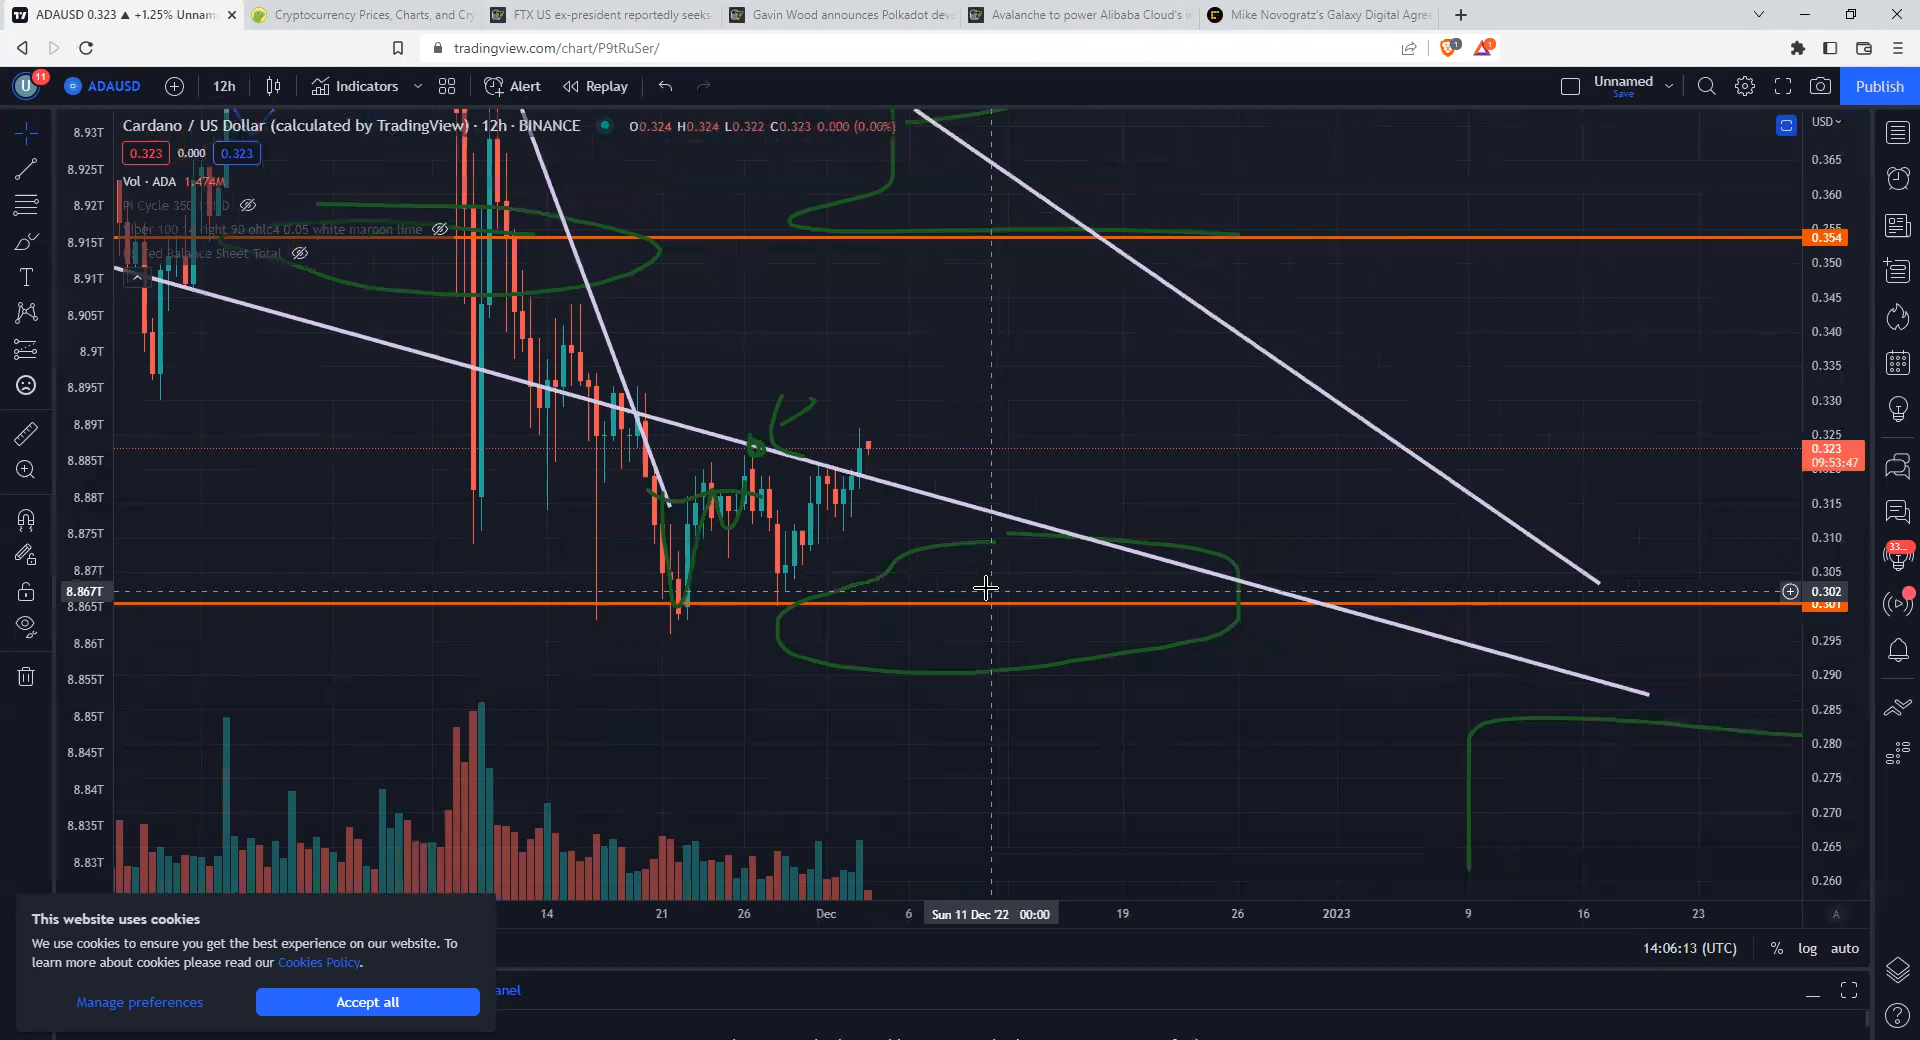 ADAUSD 0.323 ▲ +1.25% Unnam
Cryptocurrency Prices, Charts, and Cry
FTX US ex-president reportedly seeks
Gavin Wood announces Polkadot deve
Avalanche to power Alibaba Cloud's in
Mike Novogratz's Galaxy Digital Agree
tradingview.com/chart/P9tRuSer/
1
1
U
11
ADAUSD
12h
Indicators
Alert
Replay
Unnamed
Save
Publish
Cardano / US Dollar (calculated by TradingView) · 12h · BINANCE
O0.324 H0.324 L0.322 C0.323 0.000 (0.00%)
USD
0.323
0.000
0.323
Vol · ADA 1.474M
8.93T
8.925T
8.92T
8.915T
8.91T
8.905T
8.9T
8.895T
8.89T
8.885T
8.88T
8.875T
8.87T
8.867T
8.865T
8.86T
8.855T
8.85T
8.845T
8.84T
8.835T
8.83T
0.365
0.360
0.354
0.350
0.345
0.340
0.335
0.330
0.325
0.323
09:53:47
0.315
0.310
0.305
0.302
0.301
0.295
0.290
0.285
0.280
0.275
0.270
0.265
0.260
33...
14
21
26
Dec
6
Sun 11 Dec '22 00:00
19
26
2023
9
16
23
A
14:06:13 (UTC)
%
log
auto
This website uses cookies
We use cookies to ensure you get the best experience on our website. To
learn more about cookies please read our Cookies Policy.
Manage preferences
Accept all
anel